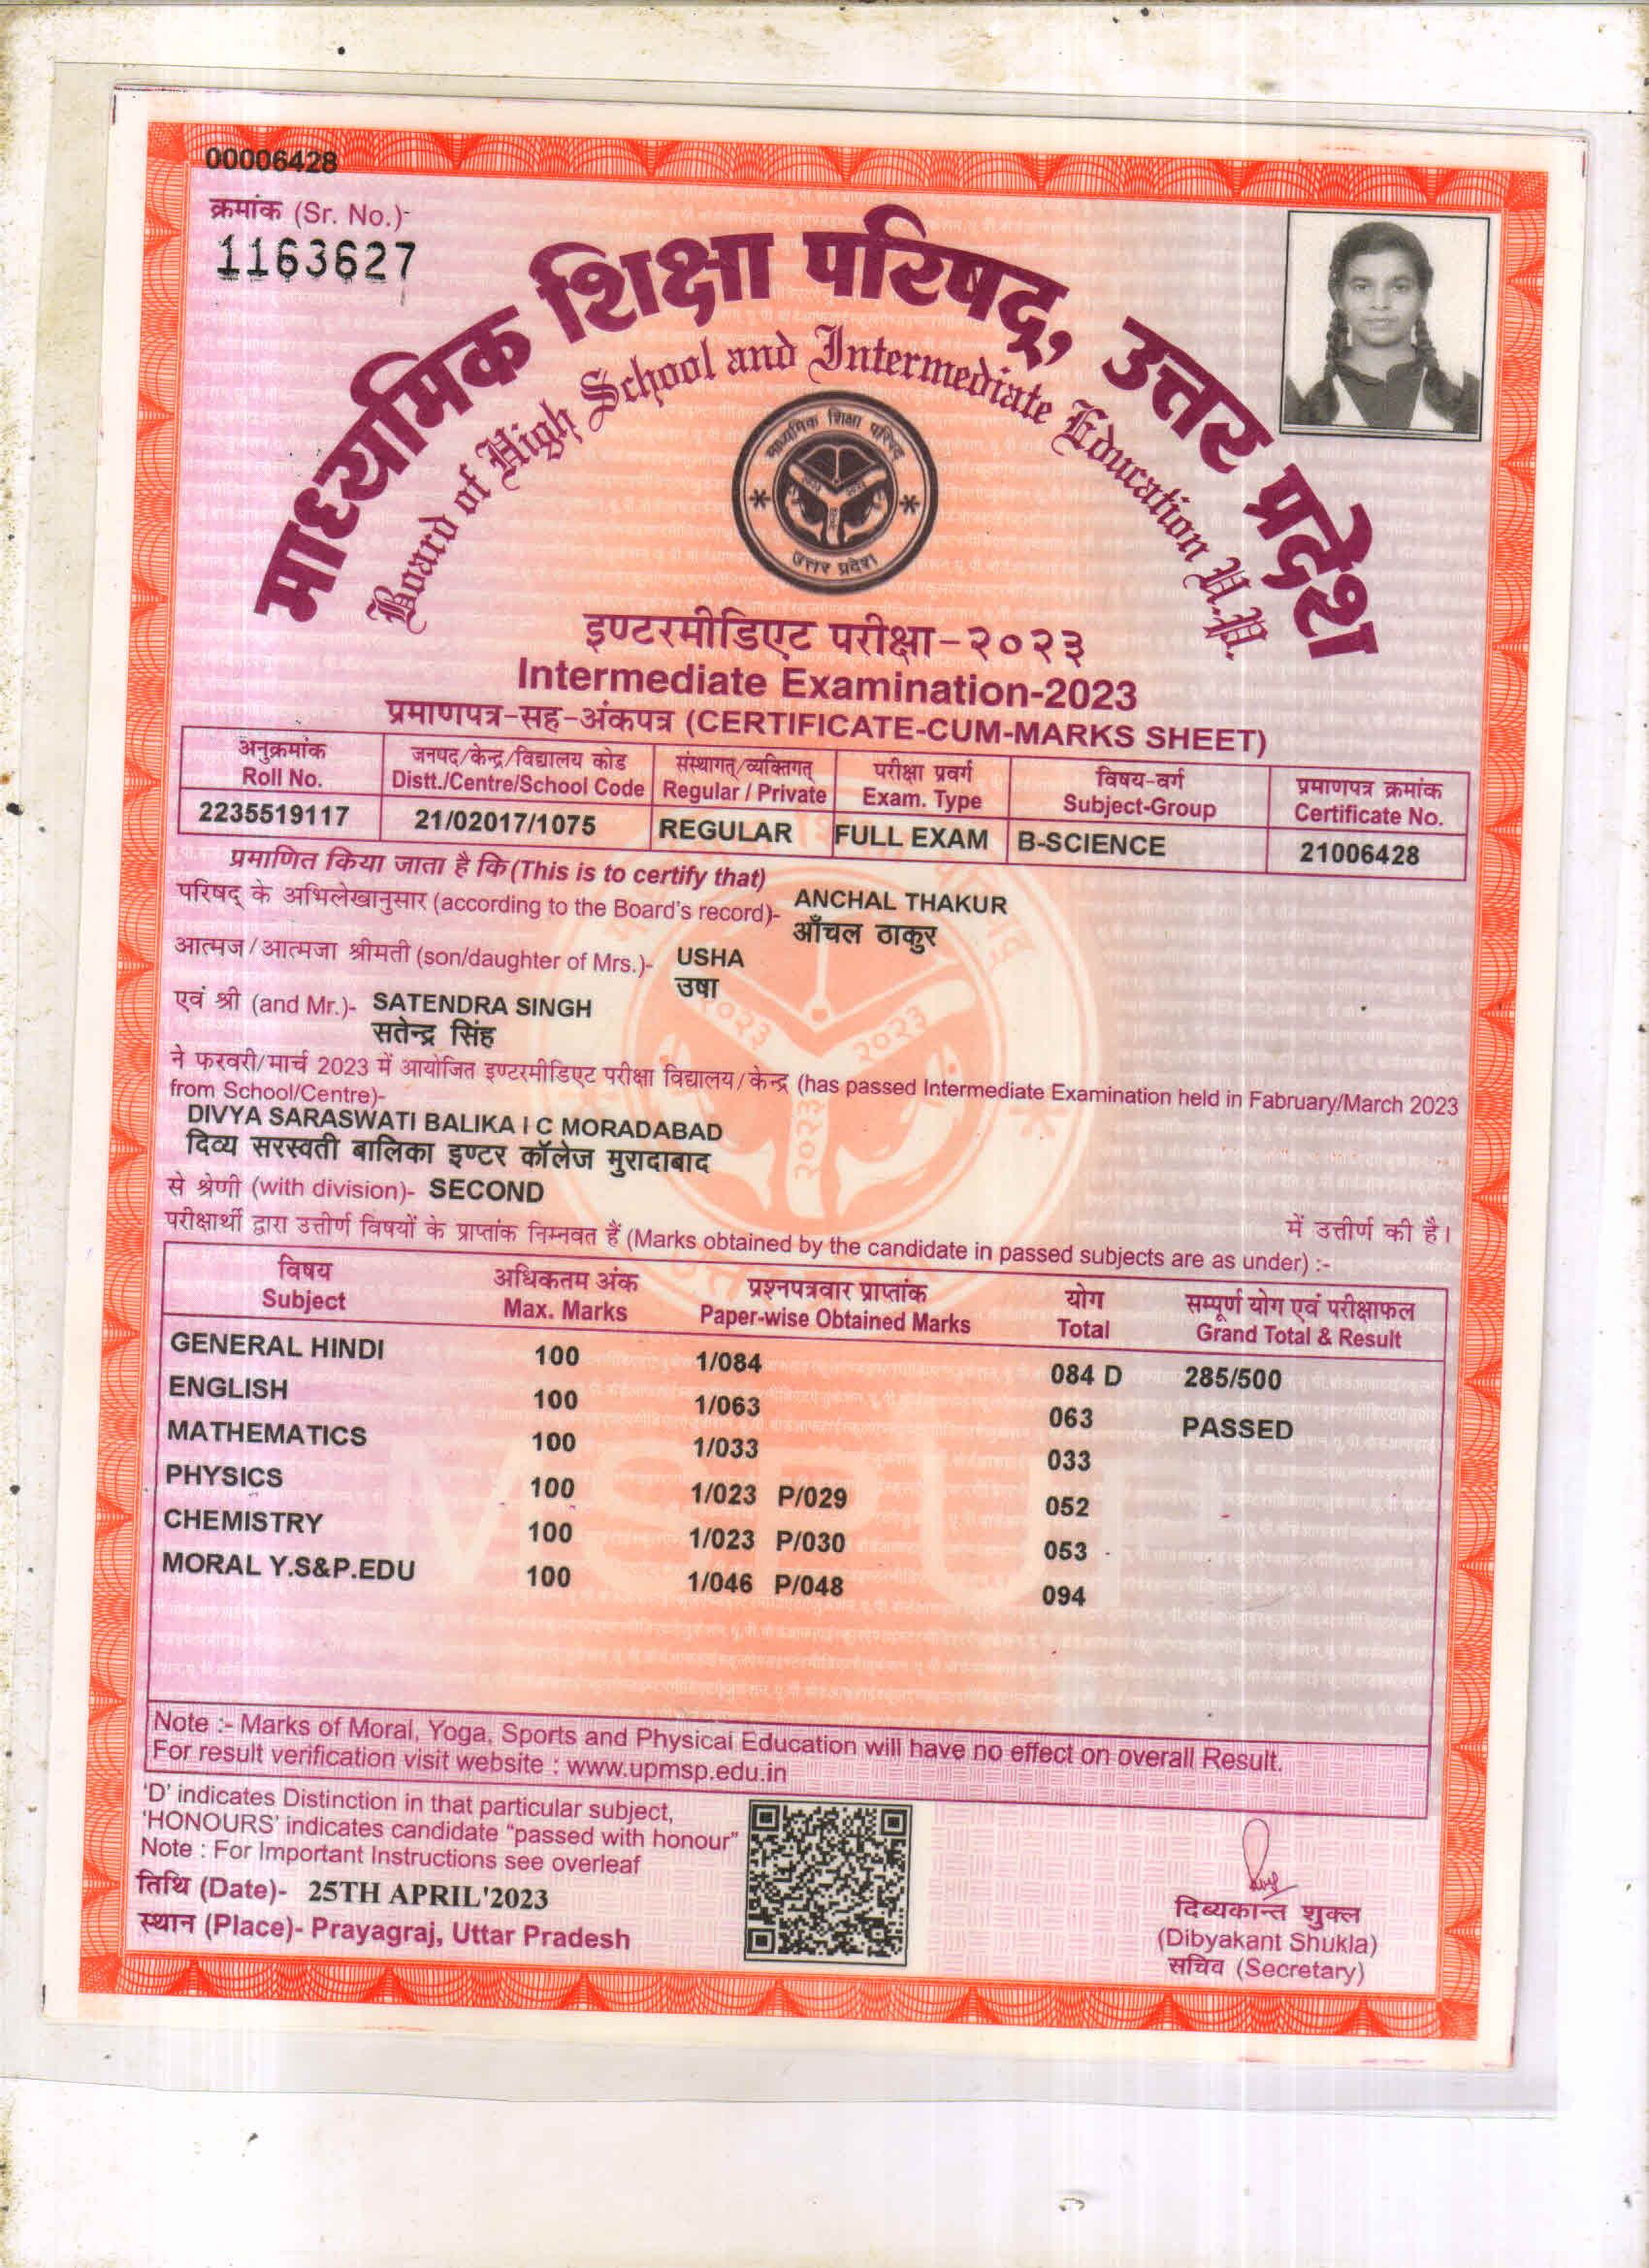 00006428
क्रमांक (Sr. No.)-
1163627
माध्यमिक शिक्षा परिषद्, उत्तर प्रदेश
Board of High School and Intermediate Education U.P.
माध्यमिक शिक्षा परिषद
उत्तर प्रदेश
इण्टरमीडिएट परीक्षा-२०२३
Intermediate Examination-2023
प्रमाणपत्र-सह-अंकपत्र (CERTIFICATE-CUM-MARKS SHEET)
अनुक्रमांक जनपद/केन्द्र/विद्यालय कोड संस्थागत्/व्यक्तिगत् परीक्षा प्रवर्ग विषय-वर्ग प्रमाणपत्र क्रमांक
Roll No. Distt./Centre/School Code Regular / Private Exam. Type Subject-Group Certificate No.
2235519117 21/02017/1075 REGULAR FULL EXAM B-SCIENCE 21006428
प्रमाणित किया जाता है कि (This is to certify that)
परिषद् के अभिलेखानुसार (according to the Board's record)- ANCHAL THAKUR
आँचल ठाकुर
आत्मज/आत्मजा श्रीमती (son/daughter of Mrs.)- USHA
उषा
एवं श्री (and Mr.)- SATENDRA SINGH
सतेन्द्र सिंह
ने फरवरी/मार्च 2023 में आयोजित इण्टरमीडिएट परीक्षा विद्यालय/केन्द्र (has passed Intermediate Examination held in Fabruary/March 2023
from School/Centre)-
DIVYA SARASWATI BALIKA I C MORADABAD
दिव्य सरस्वती बालिका इण्टर कॉलेज मुरादाबाद
से श्रेणी (with division)- SECOND
में उत्तीर्ण की है।
परीक्षार्थी द्वारा उत्तीर्ण विषयों के प्राप्तांक निम्नवत हैं (Marks obtained by the candidate in passed subjects are as under) :-
विषय अधिकतम अंक प्रश्नपत्रवार प्राप्तांक योग सम्पूर्ण योग एवं परीक्षाफल
Subject Max. Marks Paper-wise Obtained Marks Total Grand Total & Result
GENERAL HINDI 100 1/084 084 D 285/500
ENGLISH 100 1/063 063 PASSED
MATHEMATICS 100 1/033 033
PHYSICS 100 1/023 P/029 052
CHEMISTRY 100 1/023 P/030 053
MORAL Y.S&P.EDU 100 1/046 P/048 094
MSPUP
Note :- Marks of Moral, Yoga, Sports and Physical Education will have no effect on overall Result.
For result verification visit website : www.upmsp.edu.in
'D' indicates Distinction in that particular subject,
'HONOURS' indicates candidate "passed with honour"
Note : For Important Instructions see overleaf
तिथि (Date)- 25TH APRIL'2023
स्थान (Place)- Prayagraj, Uttar Pradesh
दिब्यकान्त शुक्ल
(Dibyakant Shukla)
सचिव (Secretary)